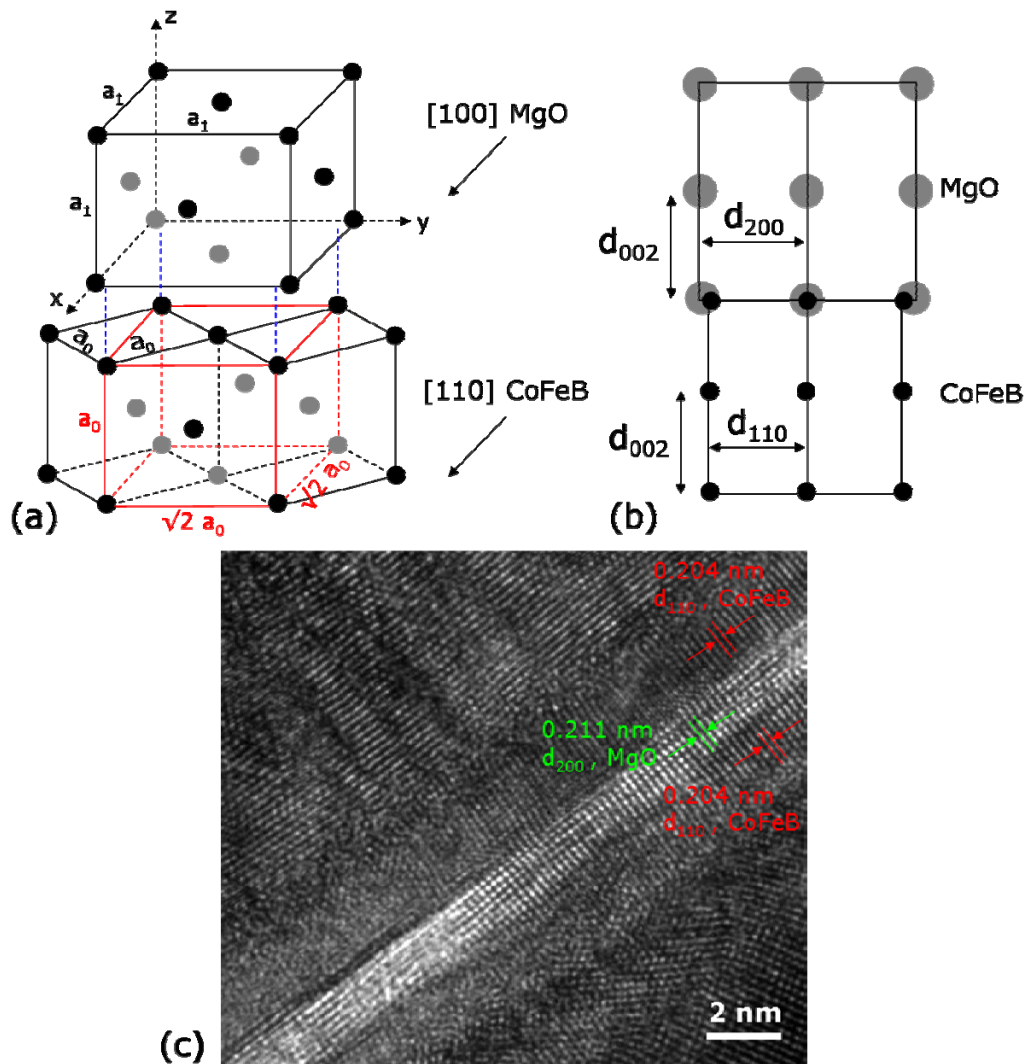 z
a₁
a₁
[100] MgO
a₁
y
x
a₀
a₀
[110] CoFeB
a₀
√2 a₀
√2 a₀
(a)
MgO
d₂₀₀
d₀₀₂
CoFeB
d₁₁₀
d₀₀₂
(b)
0.204 nm
d₁₁₀, CoFeB
0.211 nm
d₂₀₀, MgO
0.204 nm
d₁₁₀, CoFeB
2 nm
(c)